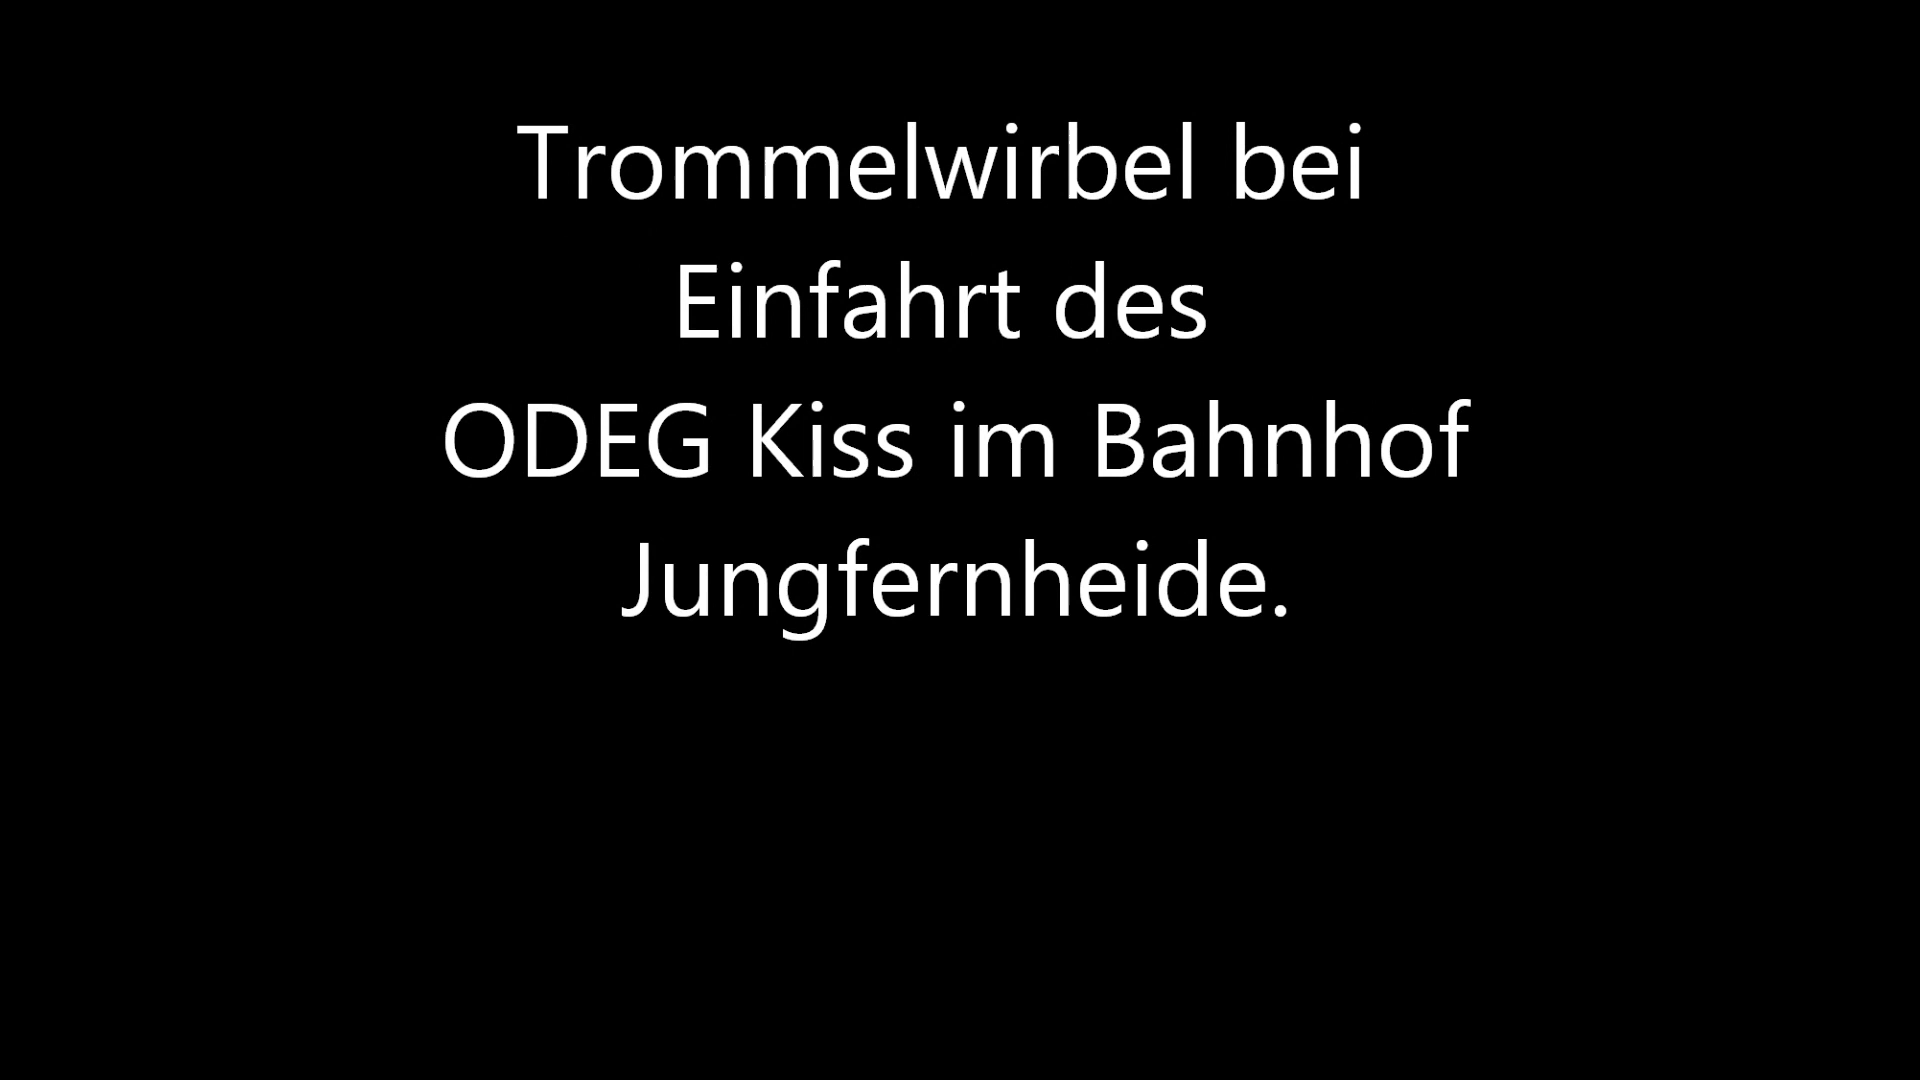 Trommelwirbel bei
Einfahrt des
ODEG Kiss im Bahnhof
Jungfernheide.